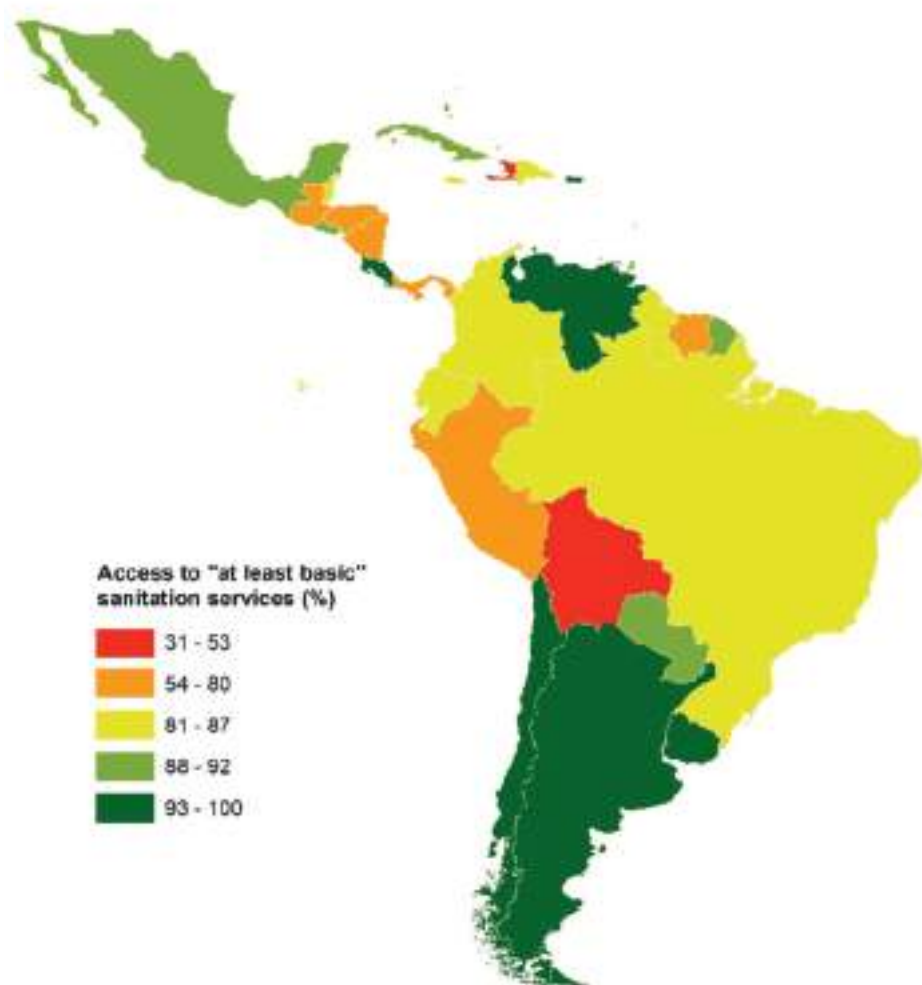 Access to "at least basic"
sanitation services (%)
31 - 53
54 - 80
81 - 87
88 - 92
93 - 100